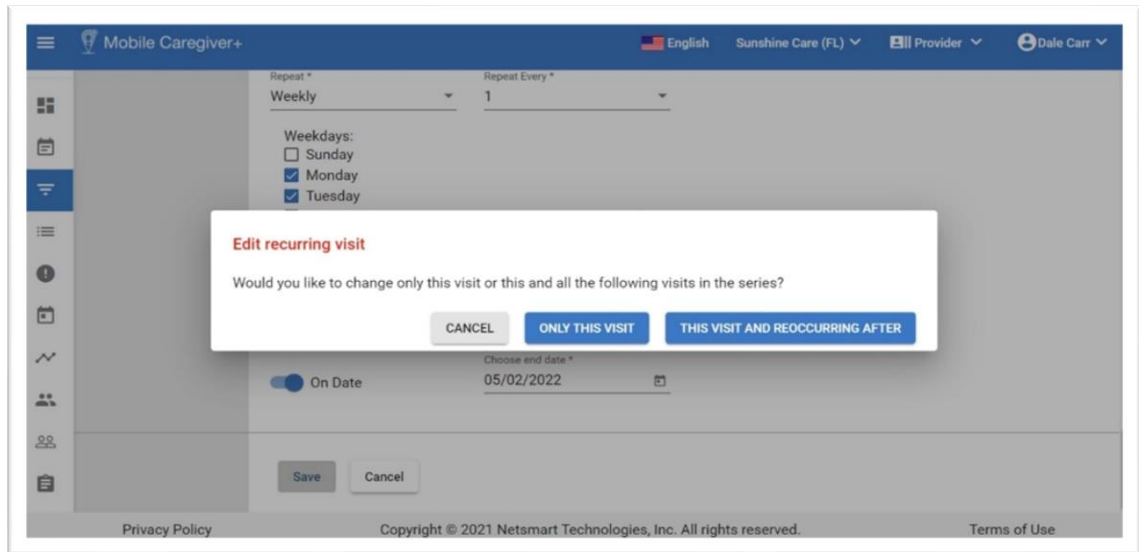 Mobile Caregiver+ English Sunshine Care (FL) Provider Dale Carr
Repeat * Repeat Every *
Weekly 1
Weekdays:
Sunday
Monday
Tuesday
Edit recurring visit
Would you like to change only this visit or this and all the following visits in the series?
CANCEL ONLY THIS VISIT THIS VISIT AND REOCCURRING AFTER
Choose end date *
On Date 05/02/2022
Save Cancel
Privacy Policy Copyright © 2021 Netsmart Technologies, Inc. All rights reserved. Terms of Use